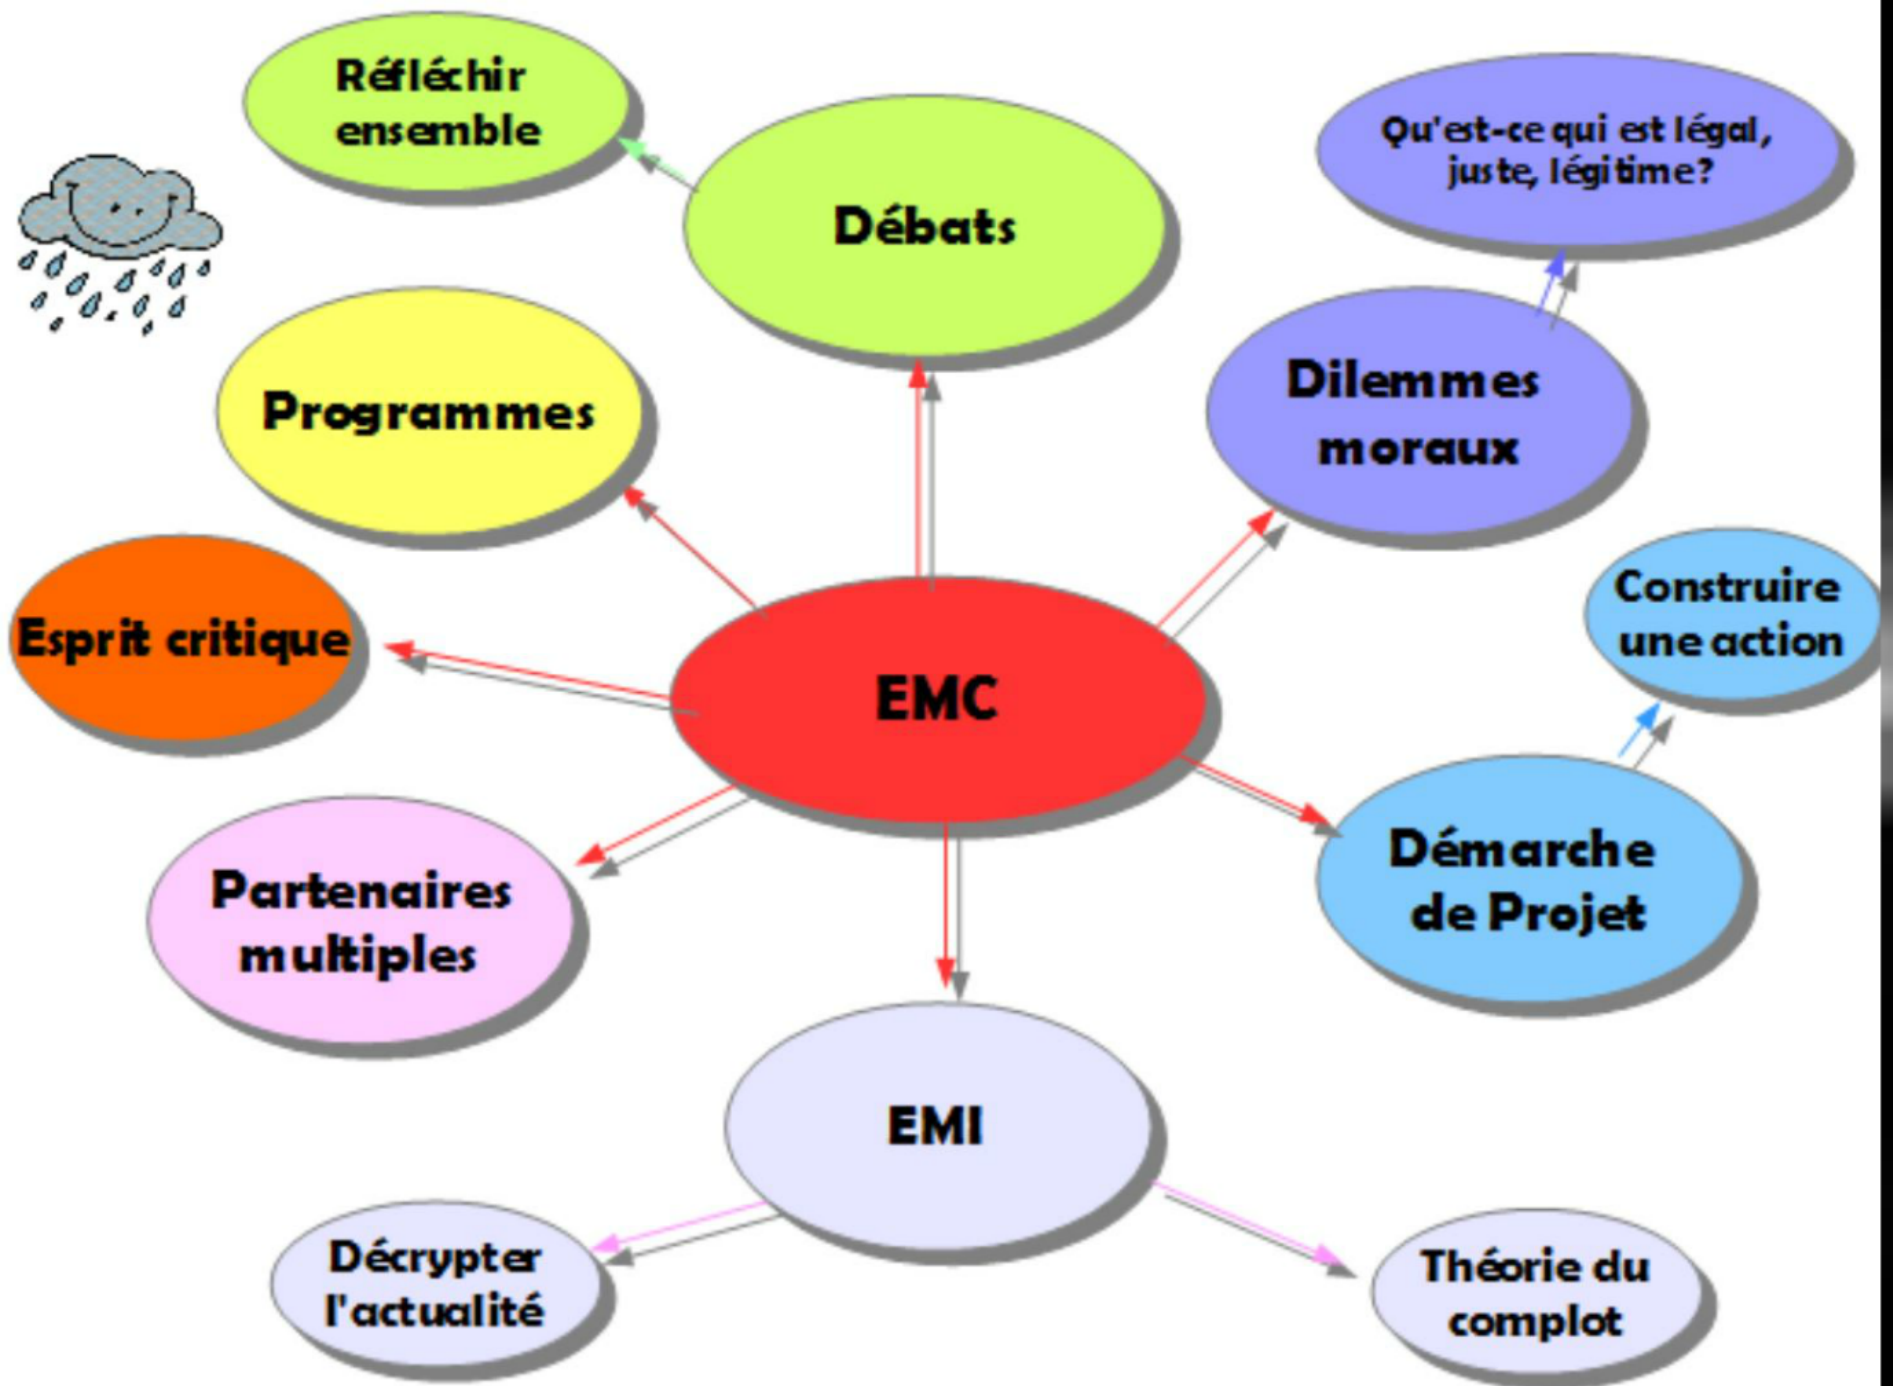 Réfléchir
ensemble
Débats
Qu'est-ce qui est légal,
juste, légitime?
Programmes
Dilemmes
moraux
Esprit critique
EMC
Construire
une action
Partenaires
multiples
Démarche
de Projet
EMI
Décrypter
l'actualité
Théorie du
complot